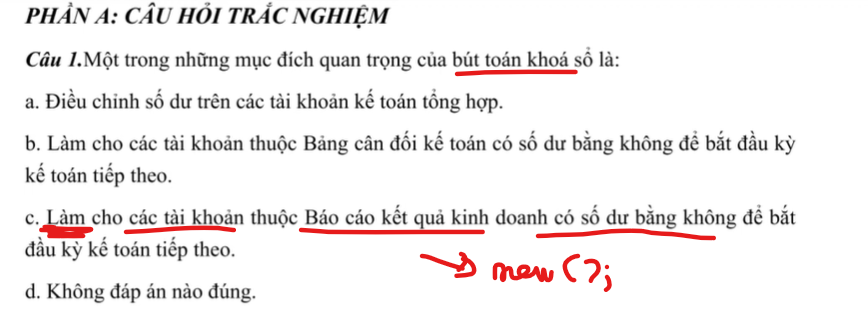 PHẦN A: CÂU HỎI TRẮC NGHIỆM
Câu 1.Một trong những mục đích quan trọng của bút toán khoá sổ là:
a. Điều chỉnh số dư trên các tài khoản kế toán tổng hợp.
b. Làm cho các tài khoản thuộc Bảng cân đối kế toán có số dư bằng không để bắt đầu kỳ
kế toán tiếp theo.
c. Làm cho các tài khoản thuộc Báo cáo kết quả kinh doanh có số dư bằng không để bắt
đầu kỳ kế toán tiếp theo.
new ();
d. Không đáp án nào đúng.